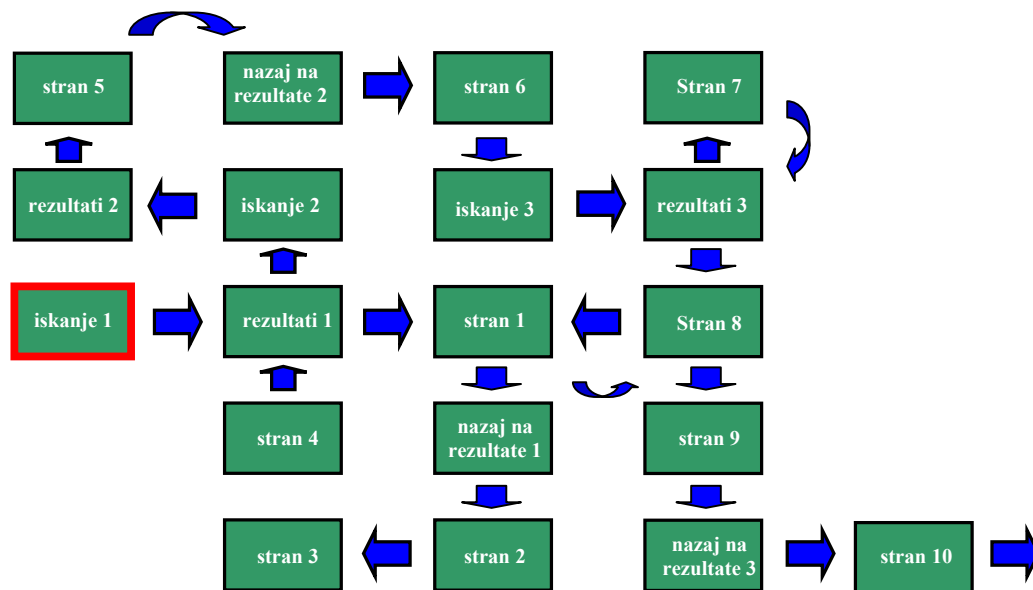 stran 5
nazaj na
rezultate 2
stran 6
Stran 7
rezultati 2
iskanje 2
iskanje 3
rezultati 3
iskanje 1
rezultati 1
stran 1
Stran 8
stran 4
nazaj na
rezultate 1
stran 9
stran 3
stran 2
nazaj na
rezultate 3
stran 10